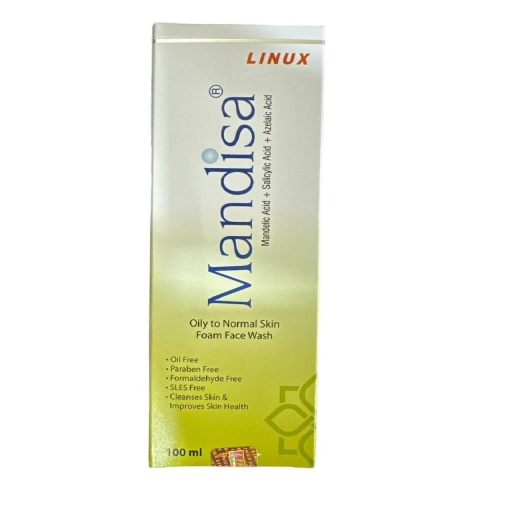 LINUX
Mandisa®
Mandelic Acid + Salicylic Acid + Azelaic Acid
Oily to Normal Skin
Foam Face Wash
• Oil Free
• Paraben Free
• Formaldehyde Free
• SLES Free
• Cleanses Skin &
Improves Skin Health
100 ml